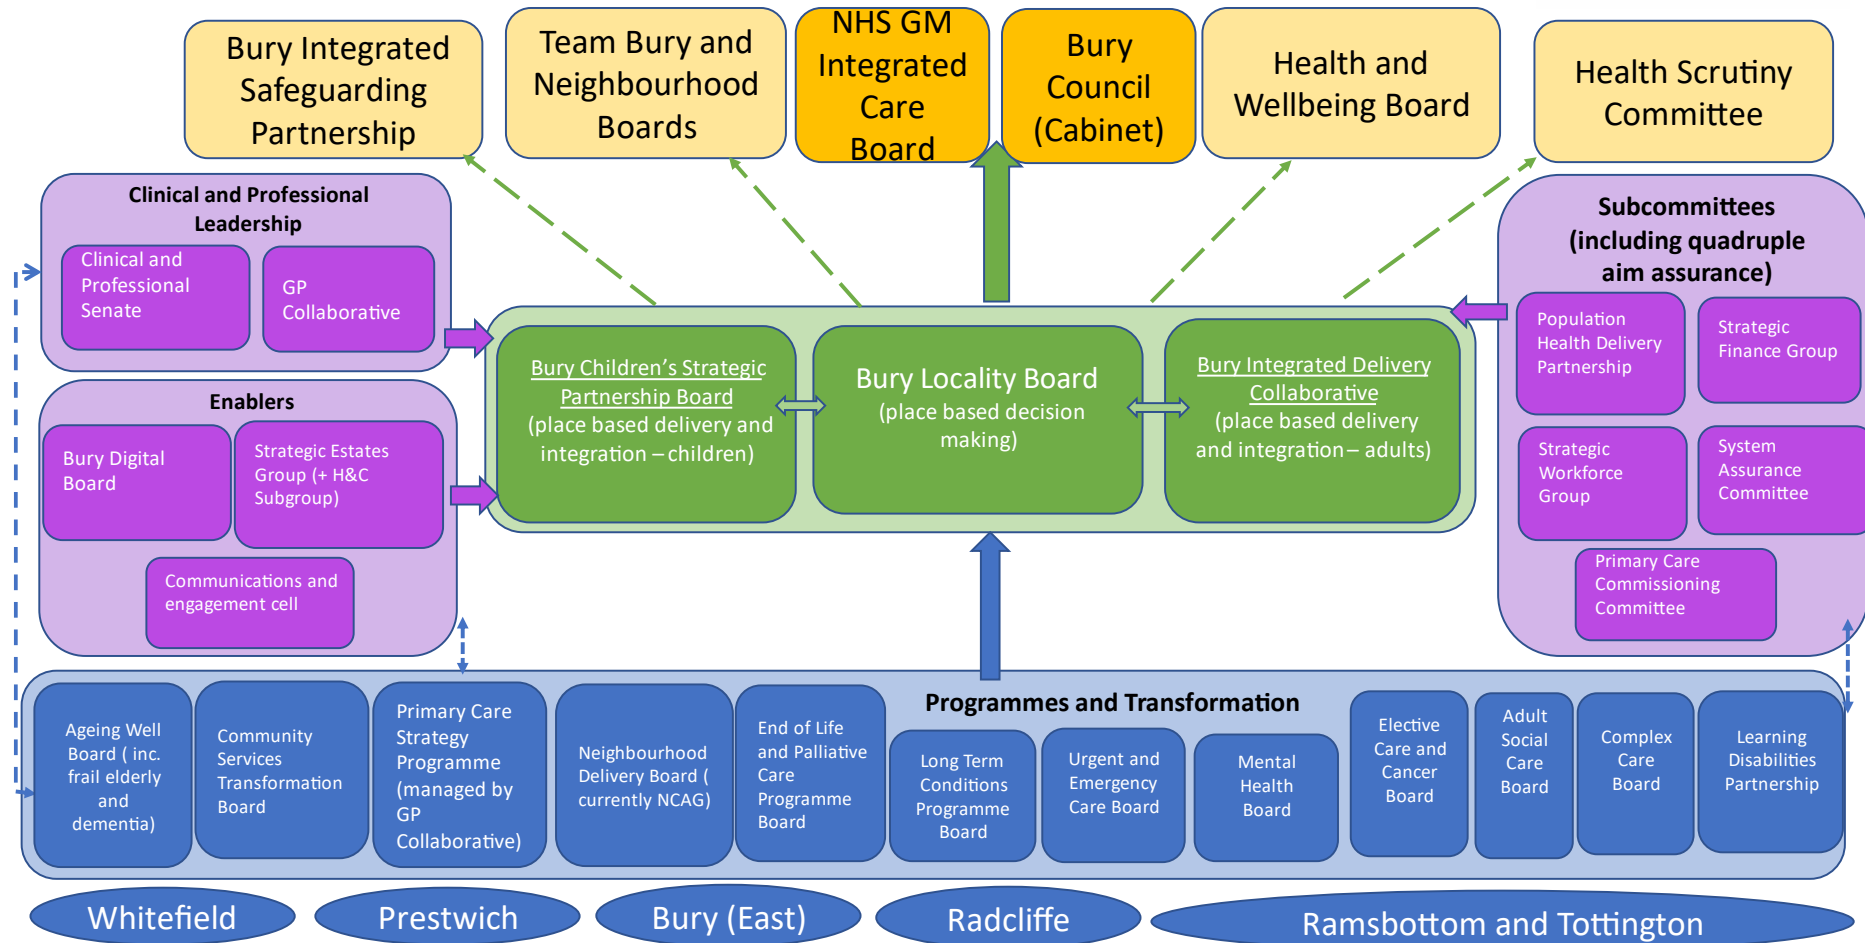 Bury Integrated
Safeguarding
Partnership
Team Bury and
Neighbourhood
Boards
NHS GM
Integrated
Care
Board
Bury
Council
(Cabinet)
Health and
Wellbeing Board
Health Scrutiny
Committee
Clinical and Professional
Leadership
Clinical and
Professional
Senate
GP
Collaborative
Enablers
Bury Digital
Board
Strategic Estates
Group (+ H&C
Subgroup)
Communications and
engagement cell
Bury Children’s Strategic
Partnership Board
(place based delivery and
integration – children)
Bury Locality Board
(place based decision
making)
Bury Integrated Delivery
Collaborative
(place based delivery
and integration – adults)
Subcommittees
(including quadruple
aim assurance)
Population
Health Delivery
Partnership
Strategic
Finance Group
Strategic
Workforce
Group
System
Assurance
Committee
Primary Care
Commissioning
Committee
Programmes and Transformation
Ageing Well
Board ( inc.
frail elderly
and
dementia)
Community
Services
Transformation
Board
Primary Care
Strategy
Programme
(managed by
GP
Collaborative)
Neighbourhood
Delivery Board (
currently NCAG)
End of Life
and Palliative
Care
Programme
Board
Long Term
Conditions
Programme
Board
Urgent and
Emergency
Care Board
Mental
Health
Board
Elective
Care and
Cancer
Board
Adult
Social
Care
Board
Complex
Care
Board
Learning
Disabilities
Partnership
Whitefield
Prestwich
Bury (East)
Radcliffe
Ramsbottom and Tottington